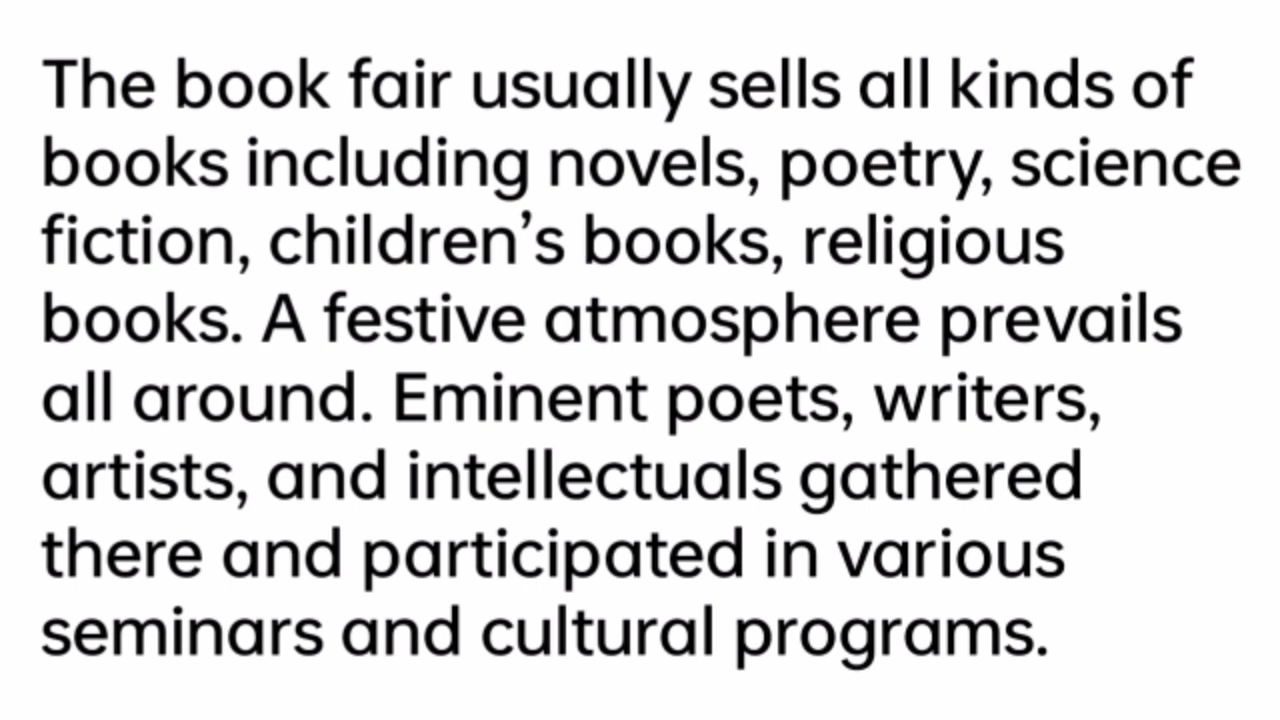 The book fair usually sells all kinds of
books including novels, poetry, science
fiction, children’s books, religious
books. A festive atmosphere prevails
all around. Eminent poets, writers,
artists, and intellectuals gathered
there and participated in various
seminars and cultural programs.